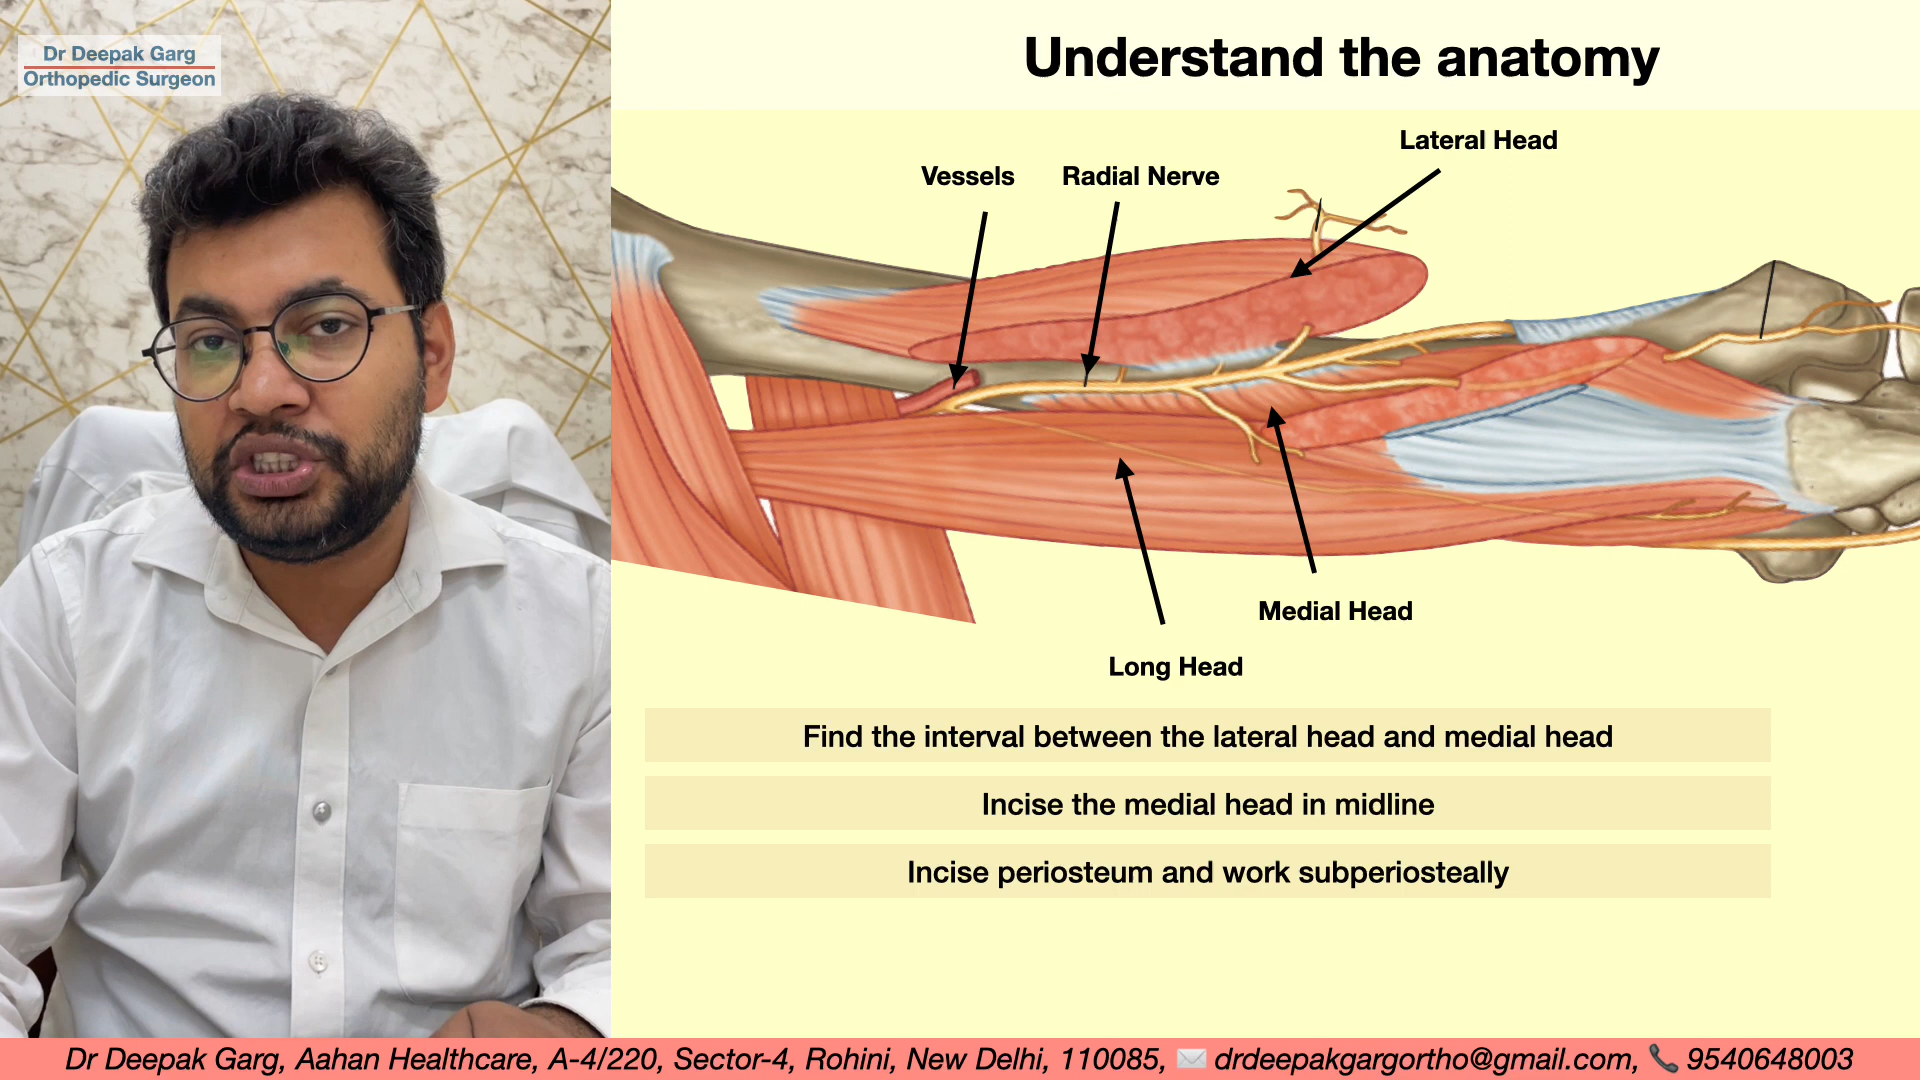 Dr Deepak Garg
Orthopedic Surgeon
Understand the anatomy
Lateral Head
Vessels
Radial Nerve
Medial Head
Long Head
Find the interval between the lateral head and medial head
Incise the medial head in midline
Incise periosteum and work subperiosteally
Dr Deepak Garg, Aahan Healthcare, A-4/220, Sector-4, Rohini, New Delhi, 110085, ✉️ drdeepakgargortho@gmail.com, 📞 9540648003